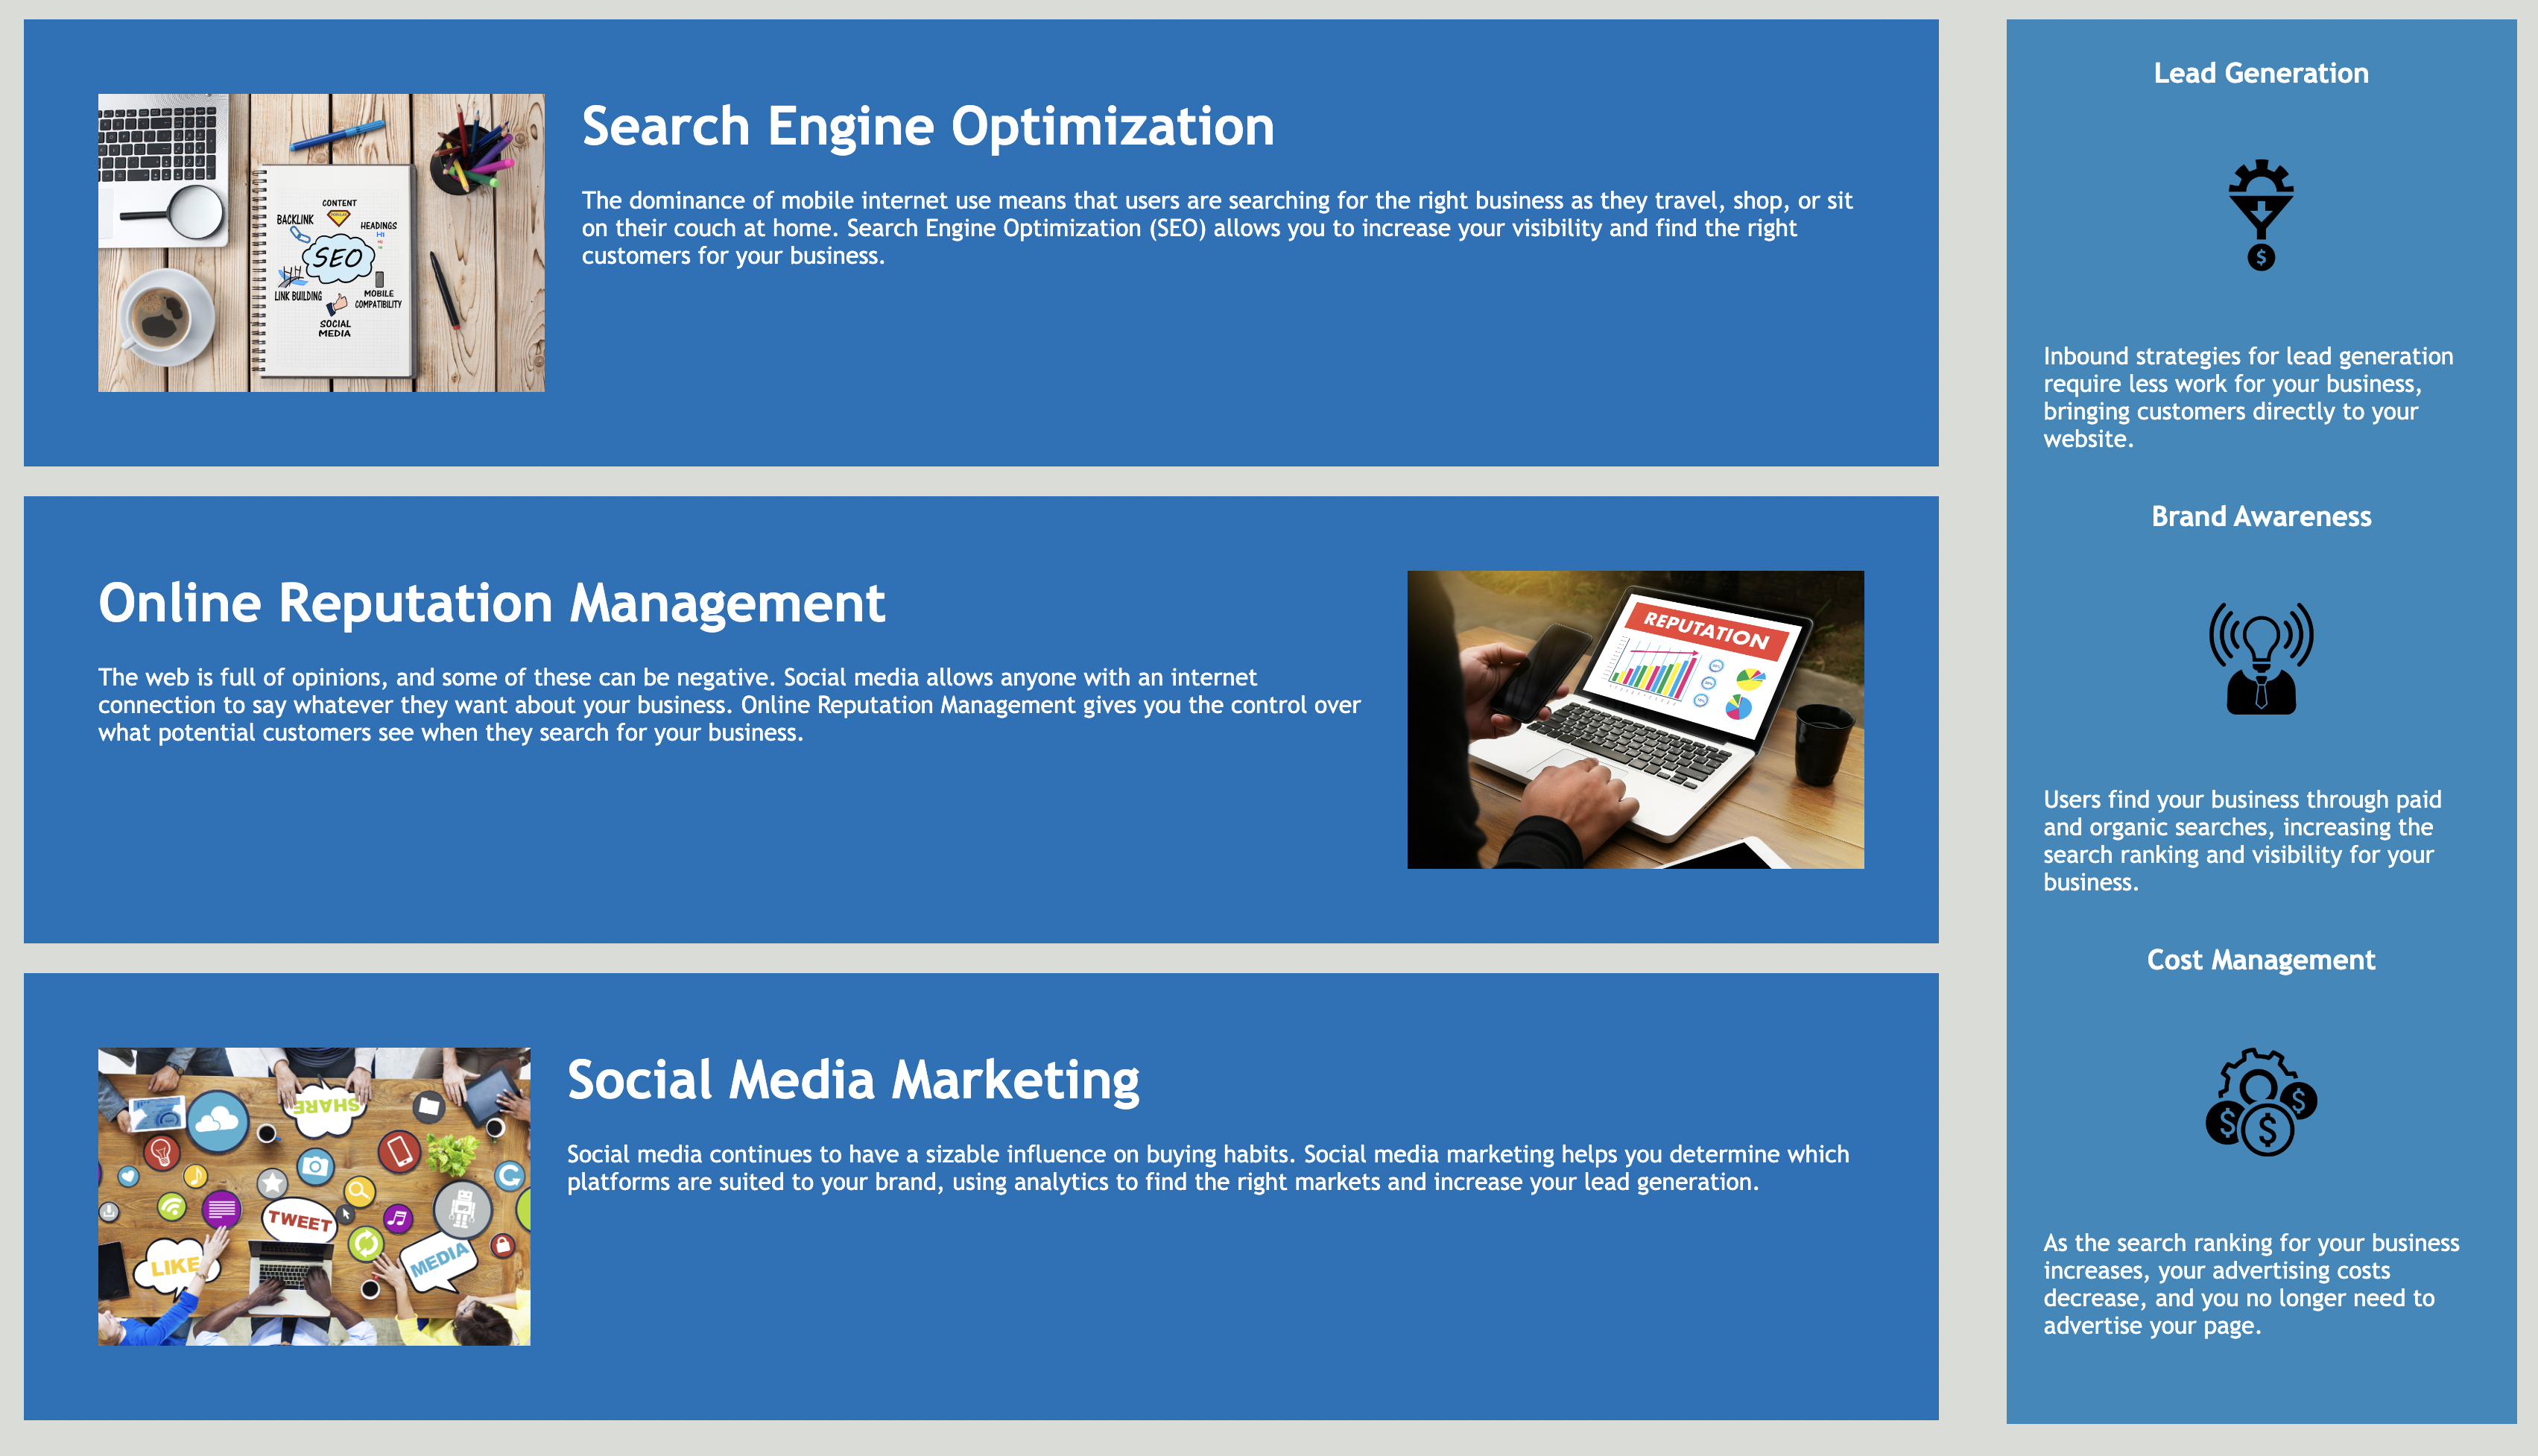 Search Engine Optimization
The dominance of mobile internet use means that users are searching for the right business as they travel, shop, or sit
on their couch at home. Search Engine Optimization (SEO) allows you to increase your visibility and find the right
customers for your business.
CONTENT
BACKLINK
HEADINGS
H1
SEO
LINK BUILDING
MOBILE
COMPATIBILITY
SOCIAL
MEDIA
Online Reputation Management
The web is full of opinions, and some of these can be negative. Social media allows anyone with an internet
connection to say whatever they want about your business. Online Reputation Management gives you the control over
what potential customers see when they search for your business.
REPUTATION
Social Media Marketing
Social media continues to have a sizable influence on buying habits. Social media marketing helps you determine which
platforms are suited to your brand, using analytics to find the right markets and increase your lead generation.
SHARE
TWEET
LIKE
MEDIA
Lead Generation
$
Inbound strategies for lead generation
require less work for your business,
bringing customers directly to your
website.
Brand Awareness
Users find your business through paid
and organic searches, increasing the
search ranking and visibility for your
business.
Cost Management
$ $ $
As the search ranking for your business
increases, your advertising costs
decrease, and you no longer need to
advertise your page.